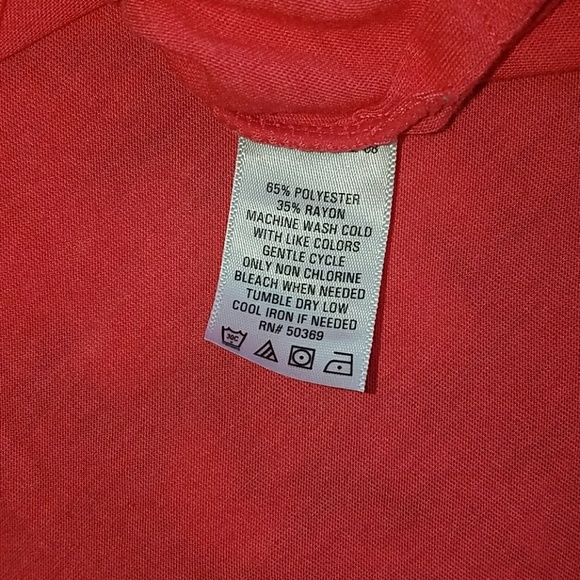 65% POLYESTER
35% RAYON
MACHINE WASH COLD
WITH LIKE COLORS
GENTLE CYCLE
ONLY NON CHLORINE
BLEACH WHEN NEEDED
TUMBLE DRY LOW
COOL IRON IF NEEDED
RN# 50369
30C